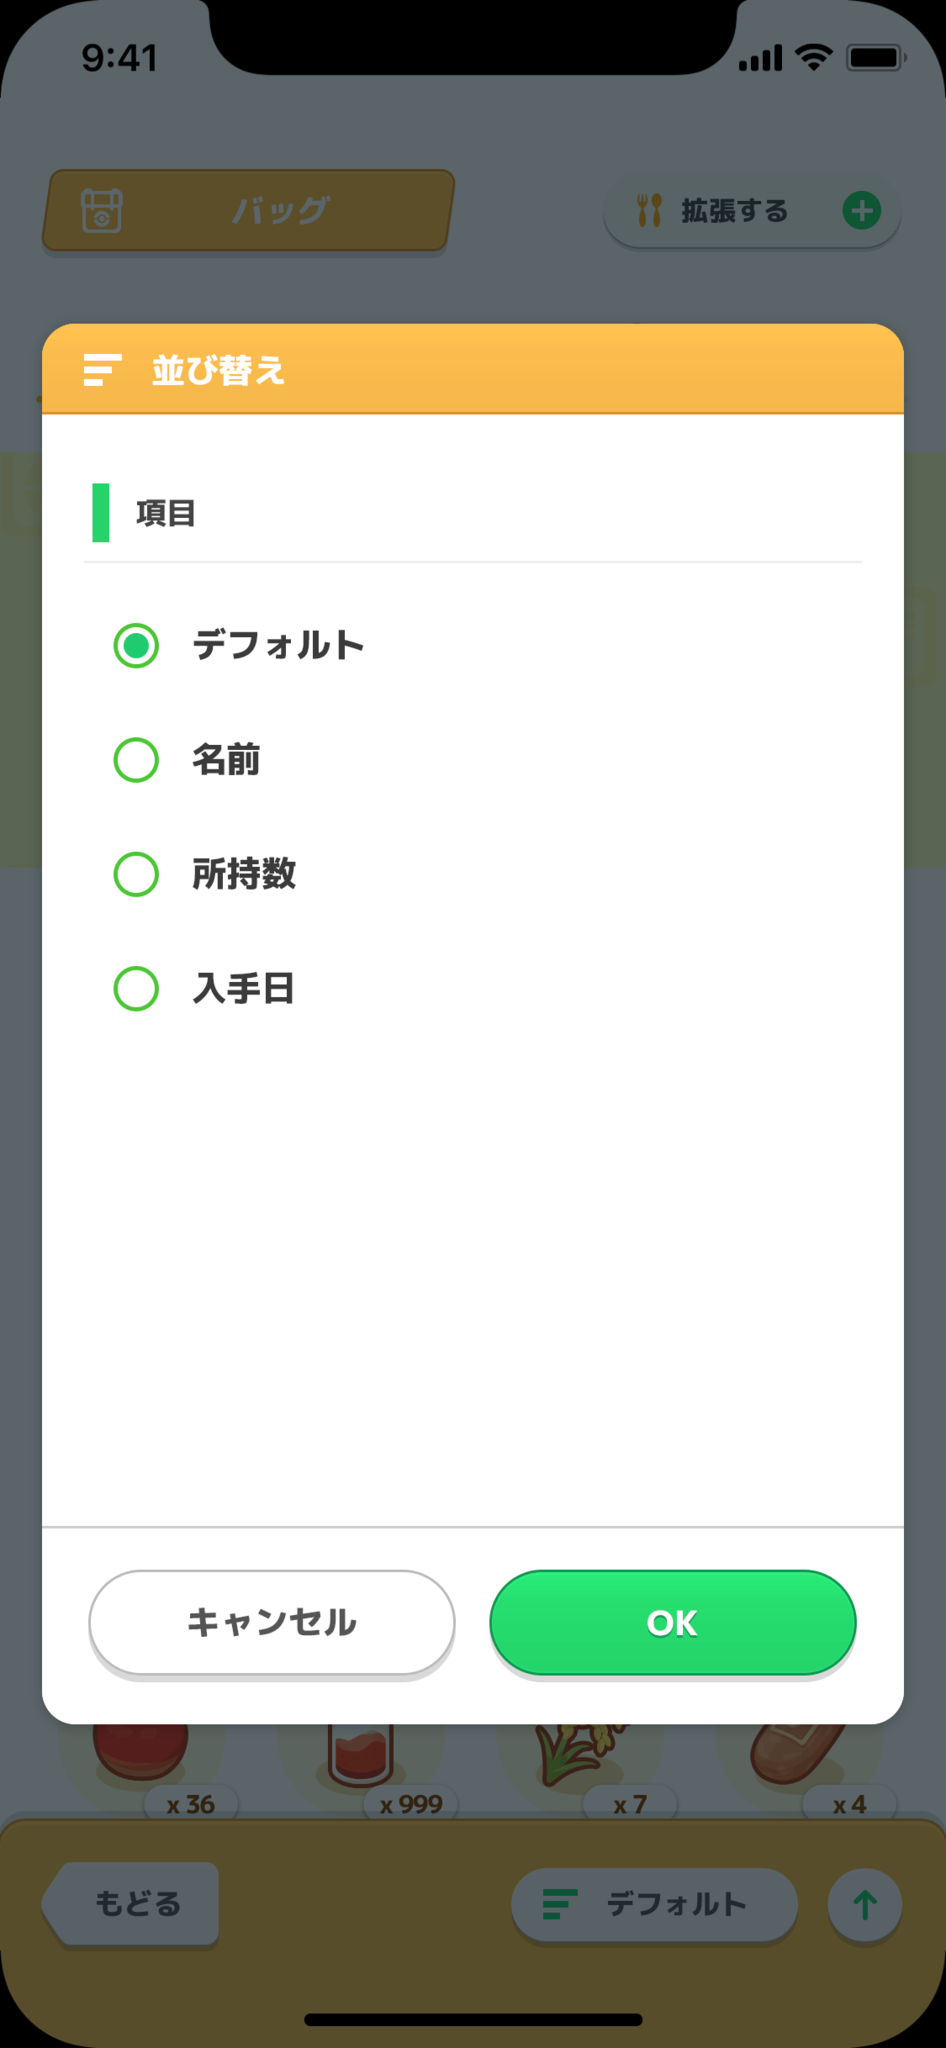 9:41
バッグ
拡張する
並び替え
項目
デフォルト
名前
所持数
入手日
キャンセル
OK
x 36
x 999
x 7
x 4
もどる
デフォルト